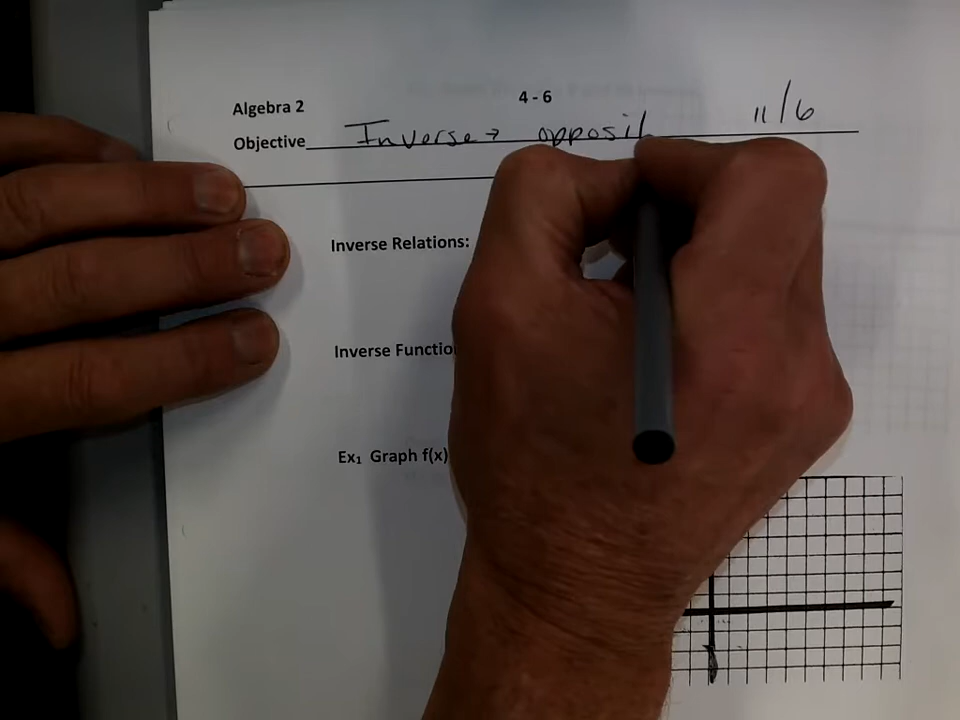 Algebra 2 4 - 6 11/6
Objective Inverse → opposit
Inverse Relations:
Inverse Functio
Ex₁ Graph f(x)